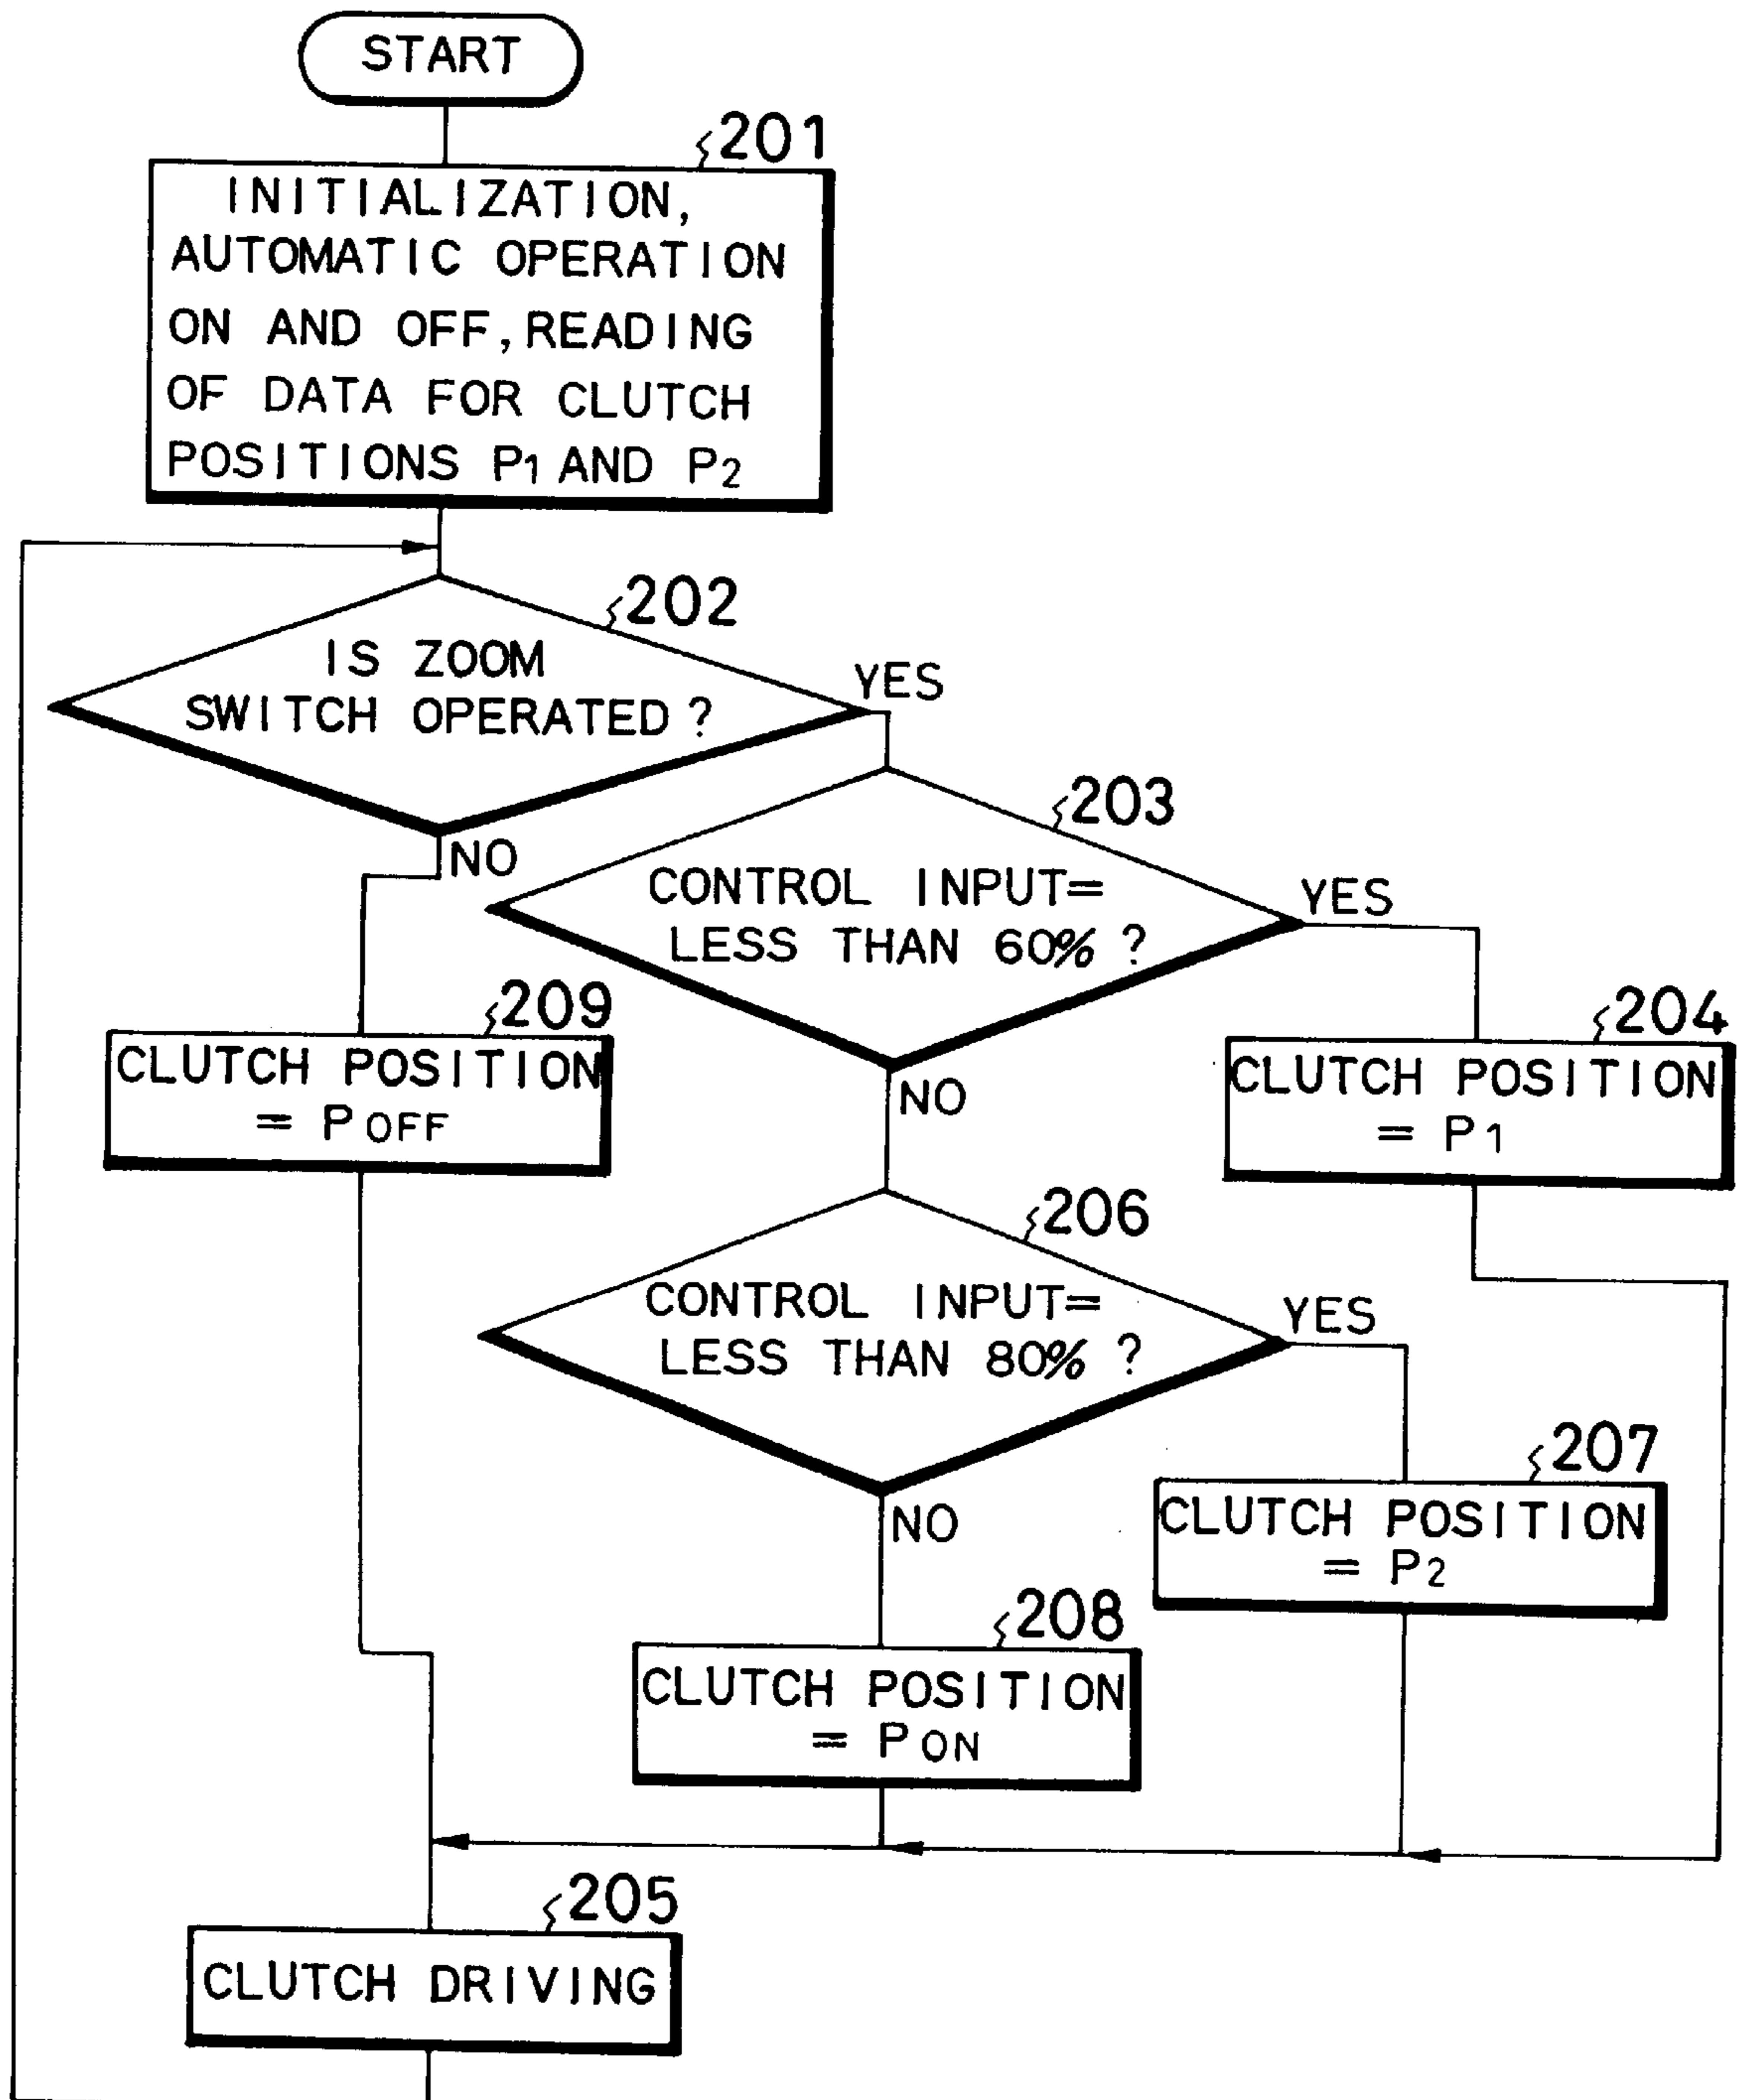 START
201
INITIALIZATION,
AUTOMATIC OPERATION
ON AND OFF, READING
OF DATA FOR CLUTCH
POSITIONS P1 AND P2
202
IS ZOOM
SWITCH OPERATED ?
YES
NO
203
CONTROL INPUT=
LESS THAN 60% ?
YES
NO
209
CLUTCH POSITION
= POFF
204
CLUTCH POSITION
= P1
206
CONTROL INPUT=
LESS THAN 80% ?
YES
NO
207
CLUTCH POSITION
= P2
208
CLUTCH POSITION
= PON
205
CLUTCH DRIVING